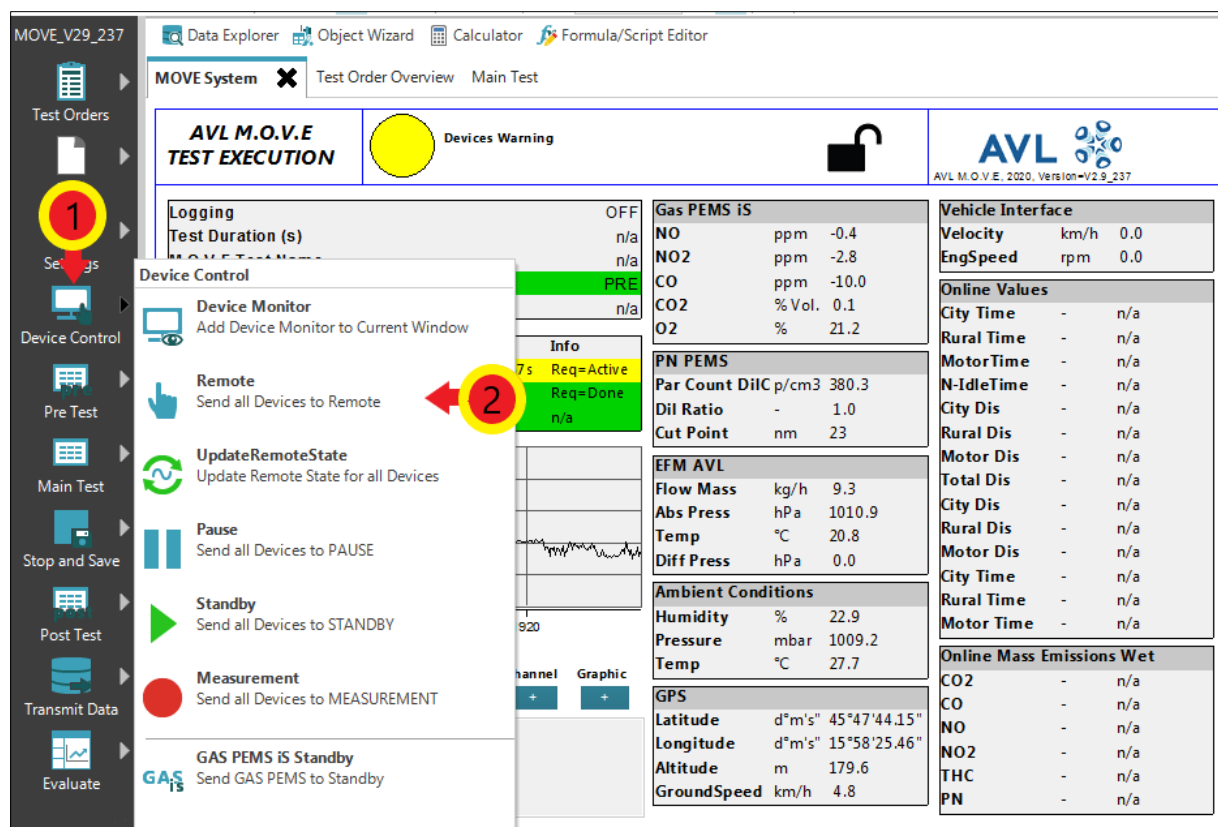 MOVE_V29_237
Data Explorer Object Wizard Calculator Formula/Script Editor
MOVE System Test Order Overview Main Test
Test Orders
AVL M.O.V.E
TEST EXECUTION
Devices Warning
AVL
AVL M.O.V.E, 2020, Version=V2.9_237
1
Device Control
Pre Test
Main Test
Stop and Save
Post Test
Transmit Data
Evaluate
Logging OFF
Test Duration (s) n/a
n/a
PRE
n/a
Info
7s Req=Active
Req=Done
n/a
920
Graphic
+ +
Device Control
Device Monitor
Add Device Monitor to Current Window
Remote
Send all Devices to Remote
2
UpdateRemoteState
Update Remote State for all Devices
Pause
Send all Devices to PAUSE
Standby
Send all Devices to STANDBY
Measurement
Send all Devices to MEASUREMENT
GAS PEMS iS Standby
GAS iS Send GAS PEMS to Standby
Gas PEMS iS
NO ppm -0.4
NO2 ppm -2.8
CO ppm -10.0
CO2 % Vol. 0.1
O2 % 21.2
PN PEMS
Par Count DilC p/cm3 380.3
Dil Ratio - 1.0
Cut Point nm 23
EFM AVL
Flow Mass kg/h 9.3
Abs Press hPa 1010.9
Temp °C 20.8
Diff Press hPa 0.0
Ambient Conditions
Humidity % 22.9
Pressure mbar 1009.2
Temp °C 27.7
GPS
Latitude d°m's" 45°47'44.15"
Longitude d°m's" 15°58'25.46"
Altitude m 179.6
GroundSpeed km/h 4.8
Vehicle Interface
Velocity km/h 0.0
EngSpeed rpm 0.0
Online Values
City Time - n/a
Rural Time - n/a
MotorTime - n/a
N-IdleTime - n/a
City Dis - n/a
Rural Dis - n/a
Motor Dis - n/a
Total Dis - n/a
City Dis - n/a
Rural Dis - n/a
Motor Dis - n/a
City Time - n/a
Rural Time - n/a
Motor Time - n/a
Online Mass Emissions Wet
CO2 - n/a
CO - n/a
NO - n/a
NO2 - n/a
THC - n/a
PN - n/a